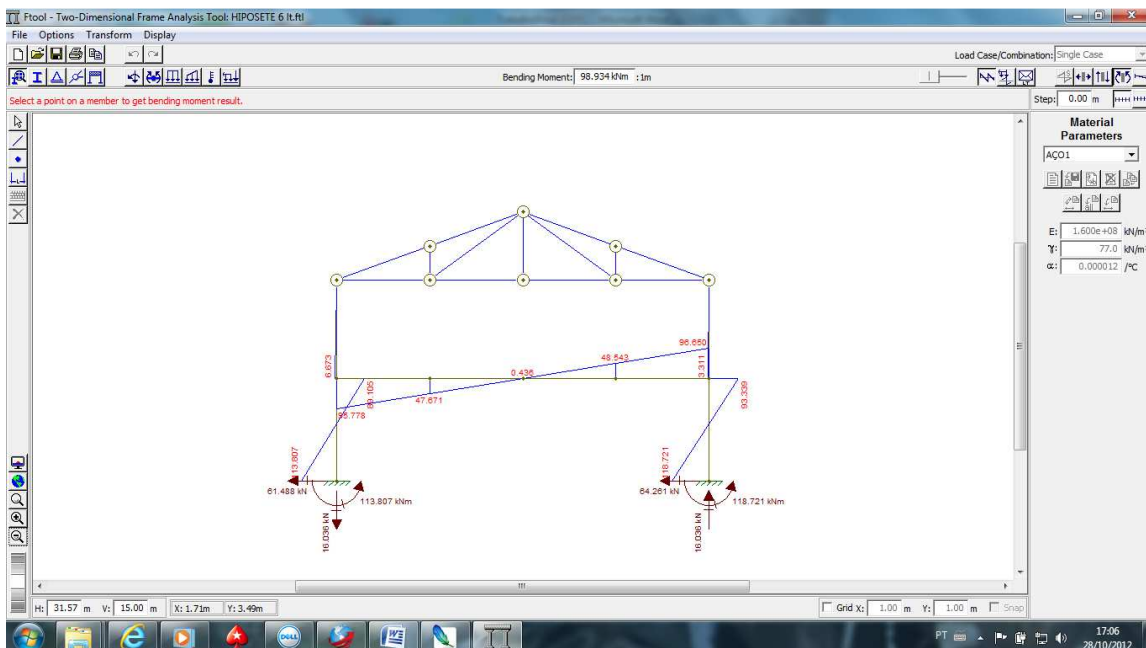 Ftool - Two-Dimensional Frame Analysis Tool: HIPOSETE 6 lt.ftl
File Options Transform Display
Load Case/Combination: Single Case
Bending Moment: 98.934 kNm :1m
Select a point on a member to get bending moment result.
Step: 0.00 m
Material
Parameters
AÇO1
E: 1.600e+08 kN/m
γ: 77.0 kN/m
α: 0.000012 /°C
96.660
48.543
0.436
6.673
3.311
89.105
47.671
95.778
93.339
113.807
118.721
61.488 kN
113.807 kNm
64.261 kN
118.721 kNm
16.036 kN
16.036 kN
H: 31.57 m V: 15.00 m X: 1.71m Y: 3.49m
Grid X: 1.00 m Y: 1.00 m Snap
DELL
PT
17:06
28/10/2012